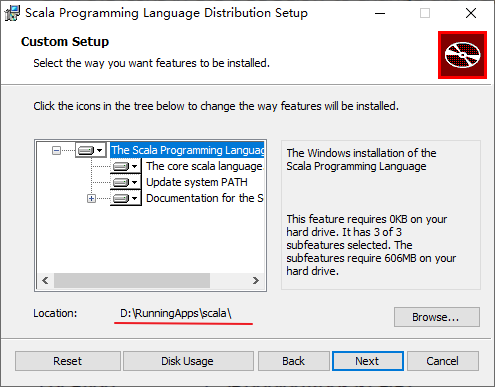 Scala Programming Language Distribution Setup
Custom Setup
Select the way you want features to be installed.
Click the icons in the tree below to change the way features will be installed.
The Scala Programming Language
The core scala language
Update system PATH
Documentation for the S
The Windows installation of the
Scala Programming Language
This feature requires 0KB on your
hard drive. It has 3 of 3
subfeatures selected. The
subfeatures require 606MB on your
hard drive.
Location:
D:\RunningApps\scala\
Browse...
Reset
Disk Usage
Back
Next
Cancel